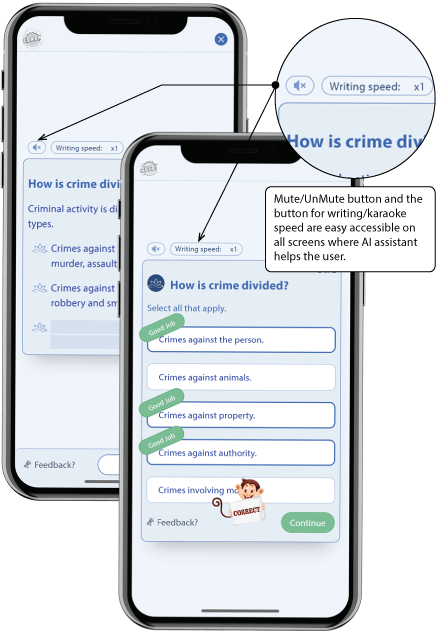 Writing speed: x1
How is crime divi
Criminal activity is di
types.
Crimes against
murder, assault
Crimes against
robbery and sm
Feedback?
Writing speed: x1
How is crime div
Mute/UnMute button and the
button for writing/karaoke
speed are easy accessible on
all screens where AI assistant
helps the user.
Writing speed: x1
How is crime divided?
Select all that apply.
Good Job
Crimes against the person.
Crimes against animals.
Good Job
Crimes against property.
Good Job
Crimes against authority.
Crimes involving mo
CORRECT
Feedback?
Continue